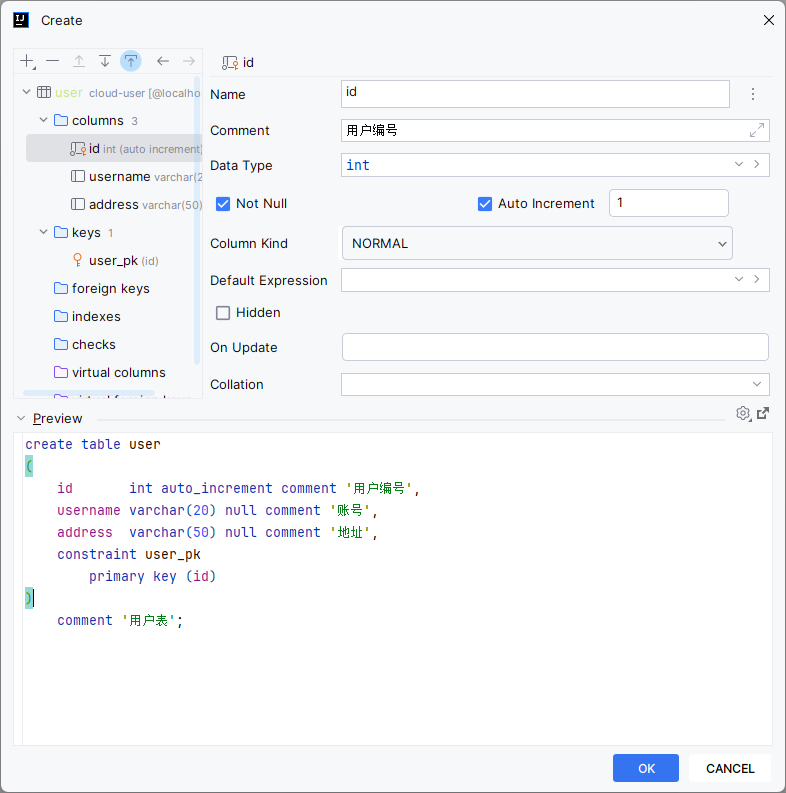 Create
user cloud-user [@localho
columns 3
id int (auto increment)
username varchar(2
address varchar(50)
keys 1
user_pk (id)
foreign keys
indexes
checks
virtual columns
id
Name id
Comment 用户编号
Data Type int
Not Null Auto Increment 1
Column Kind NORMAL
Default Expression
Hidden
On Update
Collation
Preview
create table user
(
id int auto_increment comment '用户编号',
username varchar(20) null comment '账号',
address varchar(50) null comment '地址',
constraint user_pk
primary key (id)
)
comment '用户表';
OK CANCEL